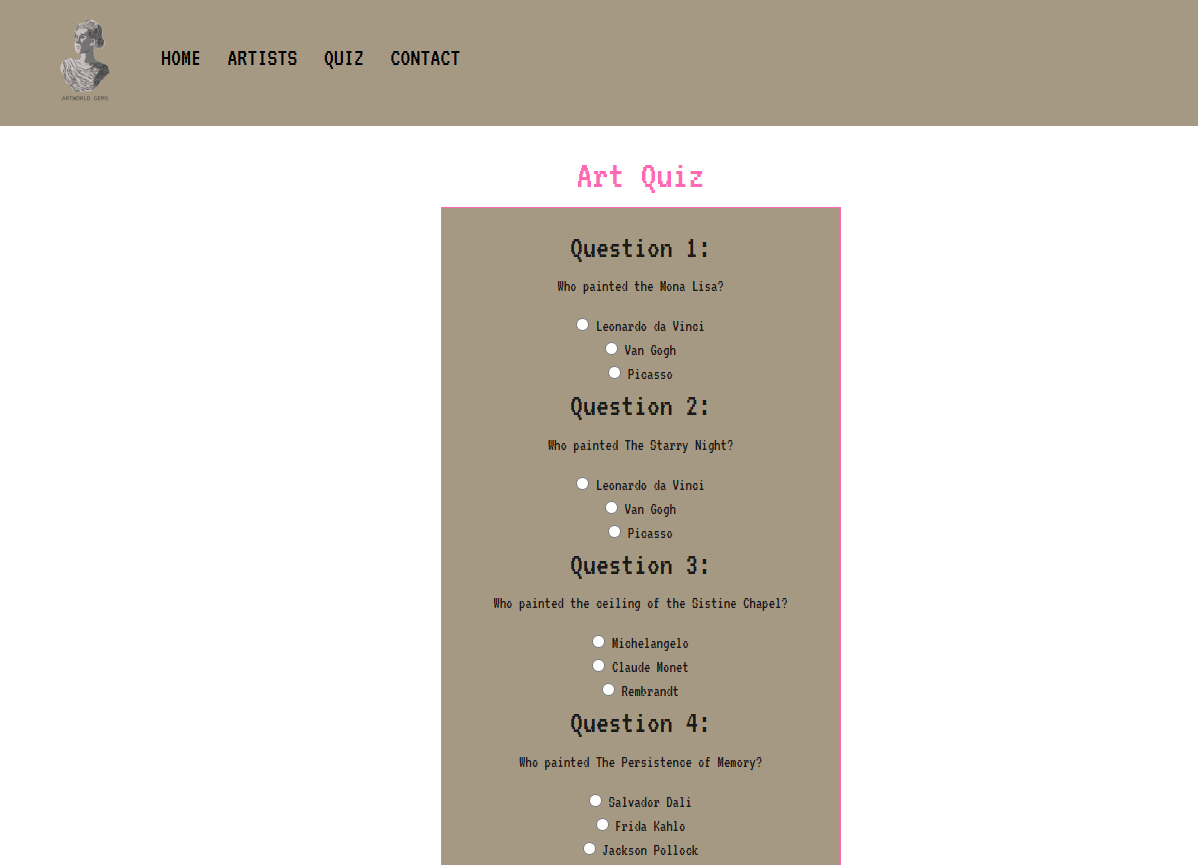 HOME ARTISTS QUIZ CONTACT
ARTWORLD GEMS
Art Quiz
Question 1:
Who painted the Mona Lisa?
Leonardo da Vinci
Van Gogh
Picasso
Question 2:
Who painted The Starry Night?
Leonardo da Vinci
Van Gogh
Picasso
Question 3:
Who painted the ceiling of the Sistine Chapel?
Michelangelo
Claude Monet
Rembrandt
Question 4:
Who painted The Persistence of Memory?
Salvador Dali
Frida Kahlo
Jackson Pollock